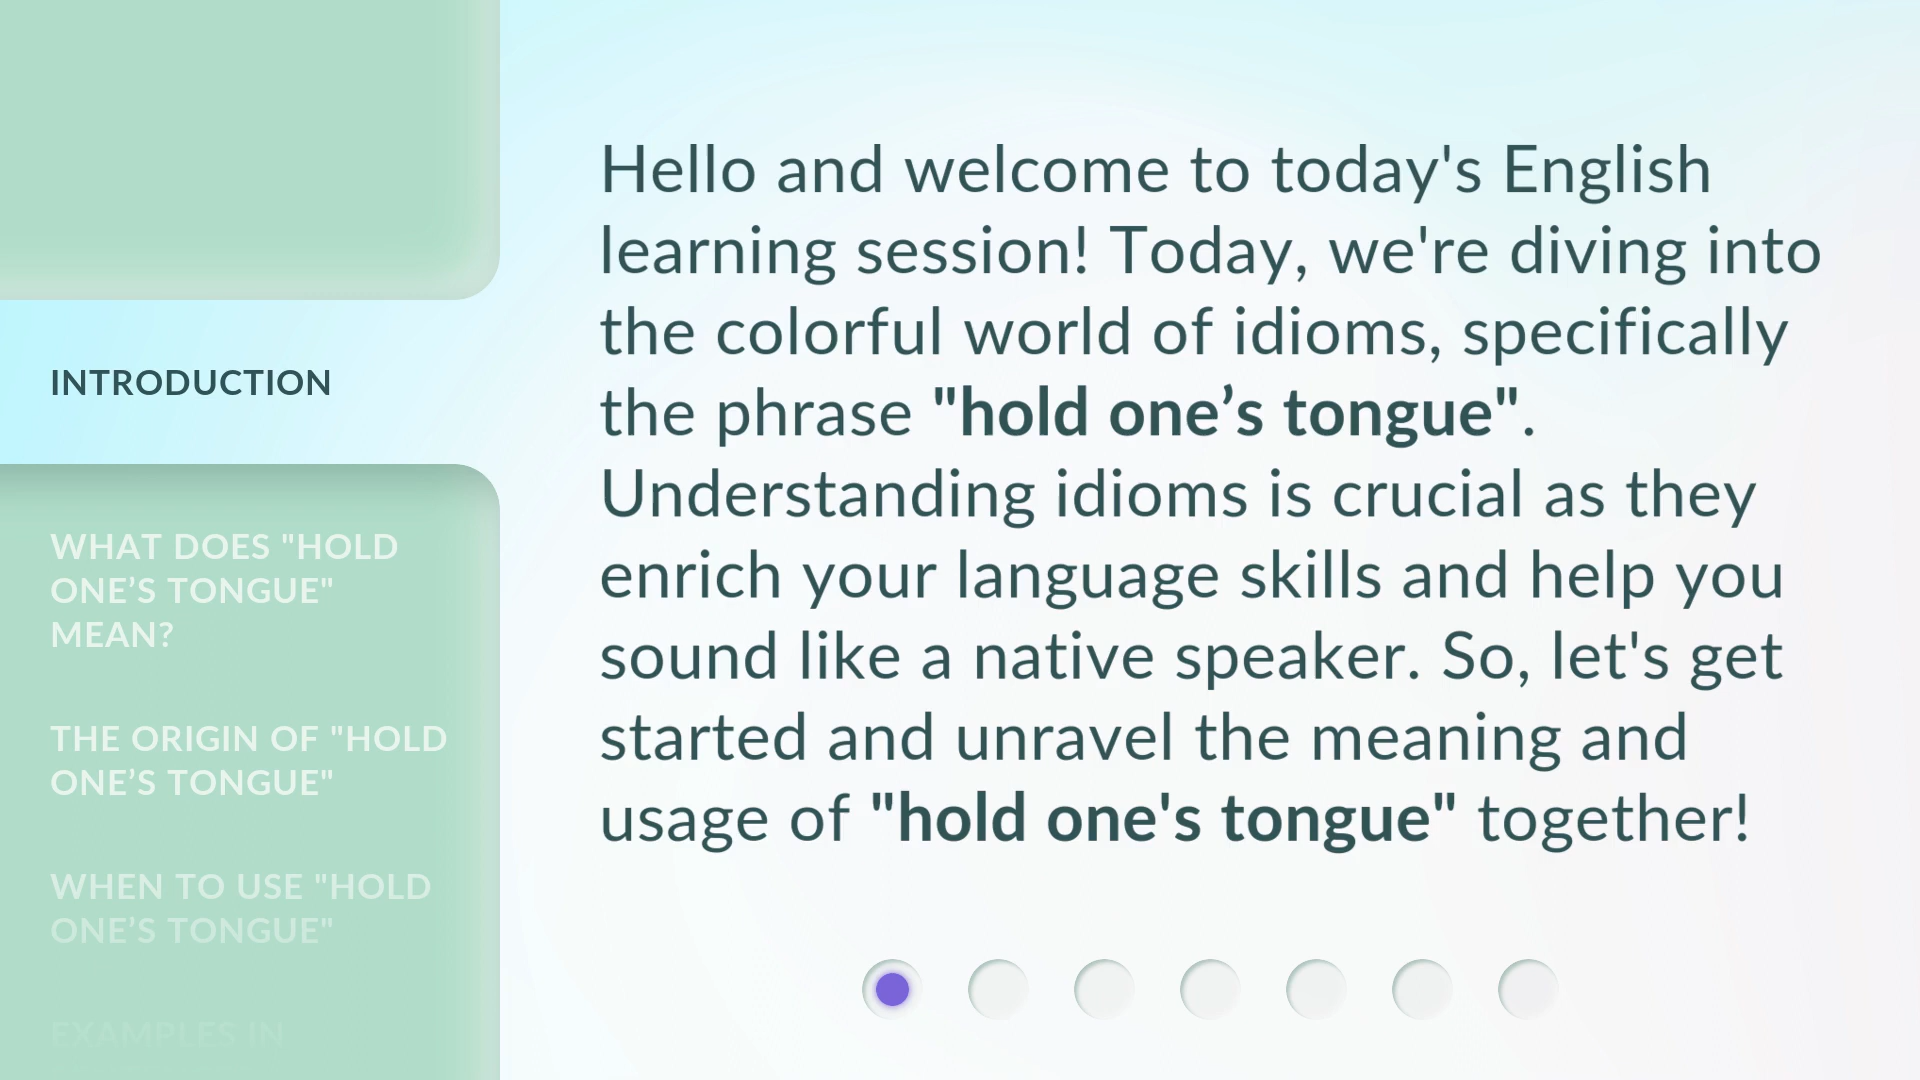 INTRODUCTION
WHAT DOES "HOLD
ONE’S TONGUE"
MEAN?
THE ORIGIN OF "HOLD
ONE’S TONGUE"
WHEN TO USE "HOLD
ONE’S TONGUE"
EXAMPLES IN
Hello and welcome to today's English
learning session! Today, we're diving into
the colorful world of idioms, specifically
the phrase "hold one’s tongue".
Understanding idioms is crucial as they
enrich your language skills and help you
sound like a native speaker. So, let's get
started and unravel the meaning and
usage of "hold one's tongue" together!